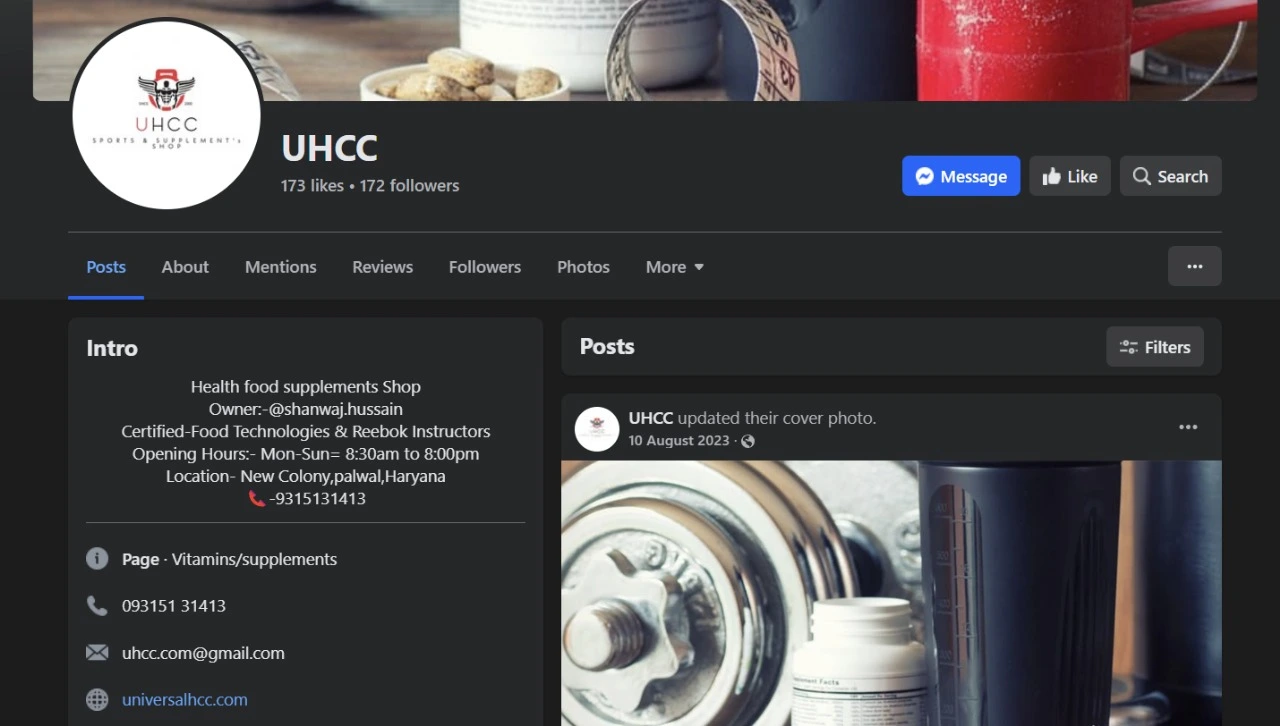 UHCC
SPORTS & SUPPLEMENT's
SHOP
UHCC
173 likes • 172 followers
Message
Like
Search
Posts
About
Mentions
Reviews
Followers
Photos
More
Intro
Health food supplements Shop
Owner:-@shanwaj.hussain
Certified-Food Technologies & Reebok Instructors
Opening Hours:- Mon-Sun= 8:30am to 8:00pm
Location- New Colony,palwal,Haryana
📞 -9315131413
Page · Vitamins/supplements
093151 31413
uhcc.com@gmail.com
universalhcc.com
Posts
Filters
UHCC updated their cover photo.
10 August 2023 ·